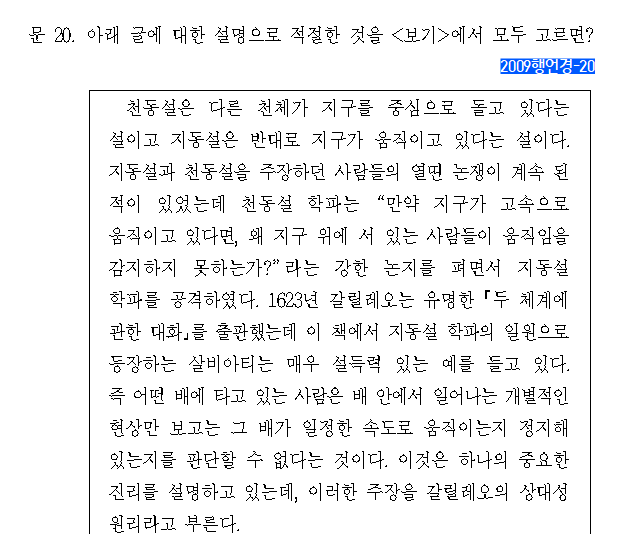 문 20. 아래 글에 대한 설명으로 적절한 것을 <보기>에서 모두 고르면?
2009행언경-20
천동설은 다른 천체가 지구를 중심으로 돌고 있다는
설이고 지동설은 반대로 지구가 움직이고 있다는 설이다.
지동설과 천동설을 주장하던 사람들의 열띤 논쟁이 계속 된
적이 있었는데 천동설 학파는 “만약 지구가 고속으로
움직이고 있다면, 왜 지구 위에 서 있는 사람들이 움직임을
감지하지 못하는가?”라는 강한 논지를 펴면서 지동설
학파를 공격하였다. 1623년 갈릴레오는 유명한 『두 체계에
관한 대화』를 출판했는데 이 책에서 지동설 학파의 일원으로
등장하는 살비아티는 매우 설득력 있는 예를 들고 있다.
즉 어떤 배에 타고 있는 사람은 배 안에서 일어나는 개별적인
현상만 보고는 그 배가 일정한 속도로 움직이는지 정지해
있는지를 판단할 수 없다는 것이다. 이것은 하나의 중요한
진리를 설명하고 있는데, 이러한 주장을 갈릴레오의 상대성
원리라고 부른다.